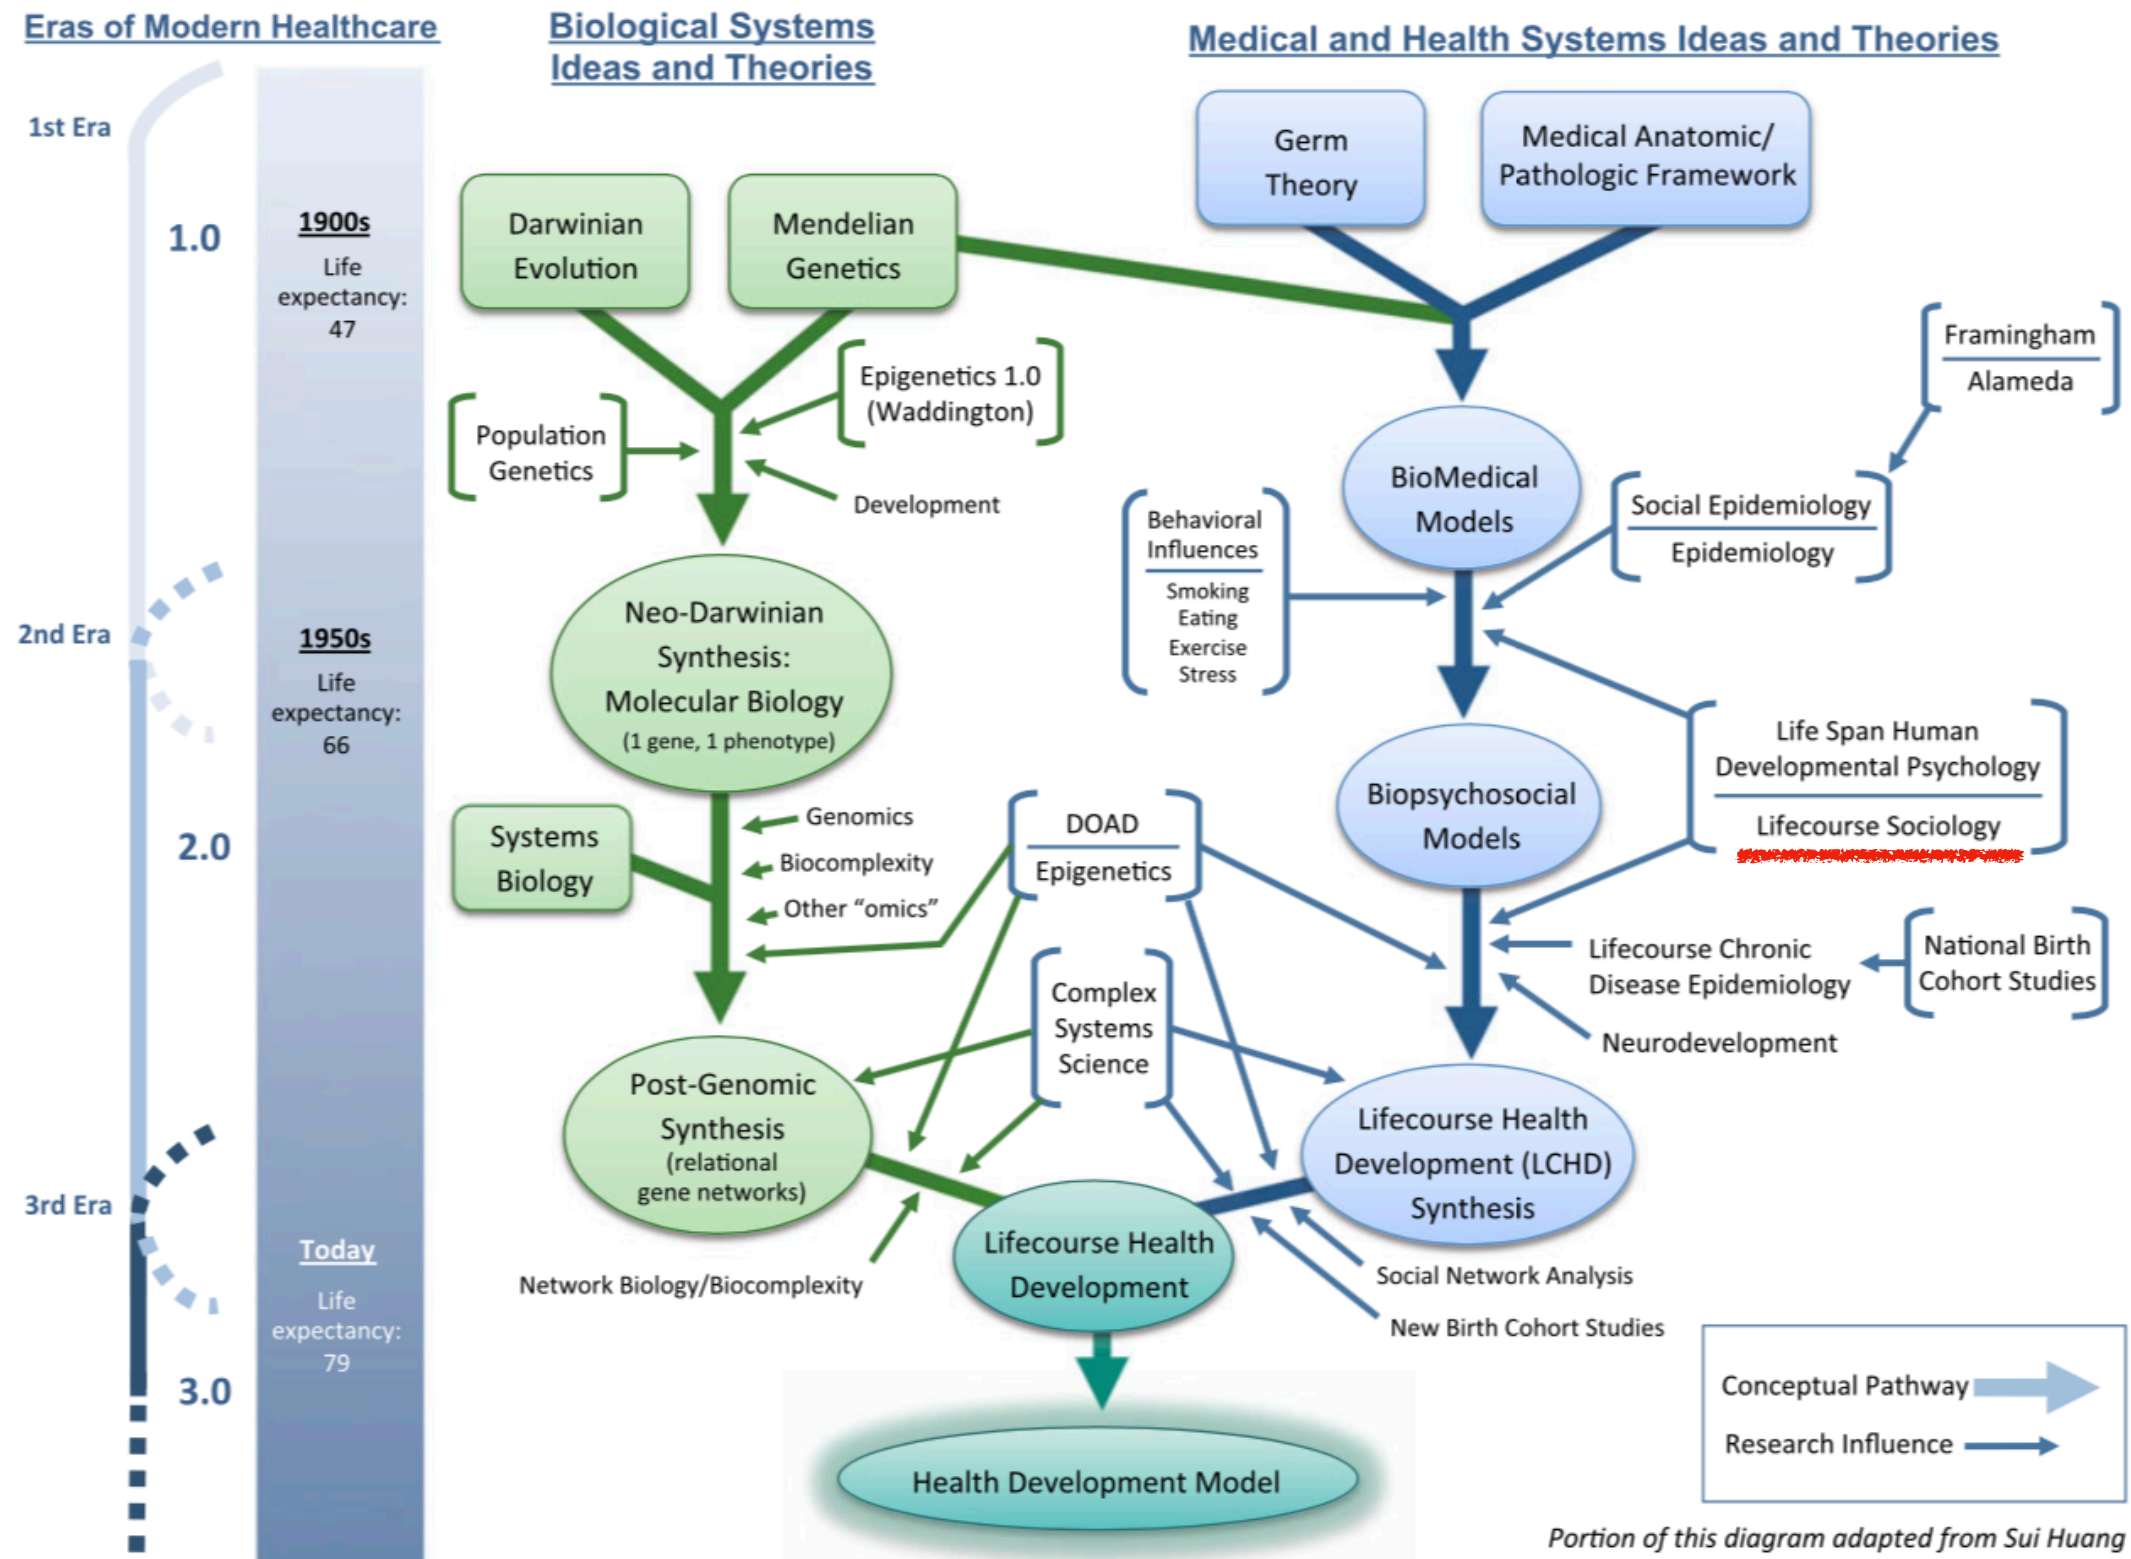 Eras of Modern Healthcare
Biological Systems
Ideas and Theories
Medical and Health Systems Ideas and Theories
1st Era
1.0
2nd Era
2.0
3rd Era
3.0
1900s
Life
expectancy:
47
1950s
Life
expectancy:
66
Today
Life
expectancy:
79
Darwinian
Evolution
Mendelian
Genetics
Population
Genetics
Epigenetics 1.0
(Waddington)
Development
Neo-Darwinian
Synthesis:
Molecular Biology
(1 gene, 1 phenotype)
Systems
Biology
Genomics
Biocomplexity
Other “omics”
Post-Genomic
Synthesis
(relational
gene networks)
Network Biology/Biocomplexity
DOAD
Epigenetics
Complex
Systems
Science
Germ
Theory
Medical Anatomic/
Pathologic Framework
Framingham
Alameda
BioMedical
Models
Social Epidemiology
Epidemiology
Behavioral
Influences
Smoking
Eating
Exercise
Stress
Biopsychosocial
Models
Life Span Human
Developmental Psychology
Lifecourse Sociology
Lifecourse Chronic
Disease Epidemiology
National Birth
Cohort Studies
Neurodevelopment
Lifecourse Health
Development (LCHD)
Synthesis
Lifecourse Health
Development
Social Network Analysis
New Birth Cohort Studies
Health Development Model
Conceptual Pathway
Research Influence
Portion of this diagram adapted from Sui Huang